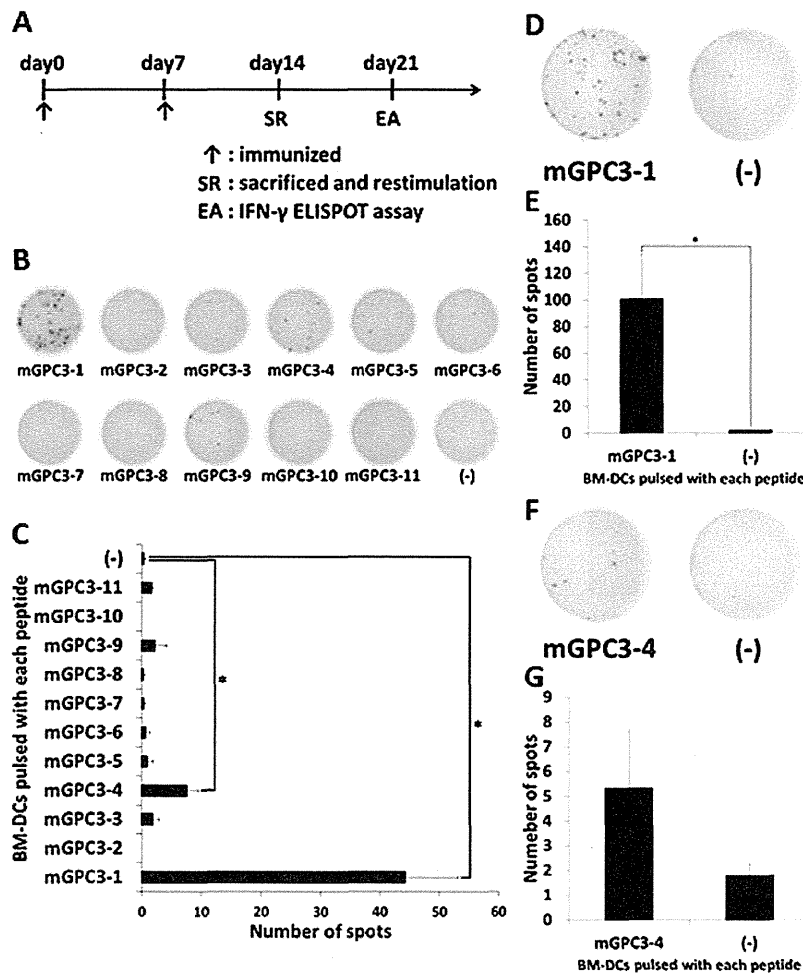 A
day0 day7 day14 day21
SR EA
↑ : immunized
SR : sacrificed and restimulation
EA : IFN-γ ELISPOT assay
B
mGPC3-1 mGPC3-2 mGPC3-3 mGPC3-4 mGPC3-5 mGPC3-6
mGPC3-7 mGPC3-8 mGPC3-9 mGPC3-10 mGPC3-11 (-)
C
BM-DCs pulsed with each peptide
(-)
mGPC3-11
mGPC3-10
mGPC3-9
mGPC3-8
mGPC3-7
mGPC3-6
mGPC3-5
mGPC3-4
mGPC3-3
mGPC3-2
mGPC3-1
*
*
0 10 20 30 40 50 60
Number of spots
D
mGPC3-1 (-)
E
Number of spots
160
140
120
100
80
60
40
20
0
*
mGPC3-1 (-)
BM-DCs pulsed with each peptide
F
mGPC3-4 (-)
G
Numeber of spots
9
8
7
6
5
4
3
2
1
0
mGPC3-4 (-)
BM-DCs pulsed with each peptide